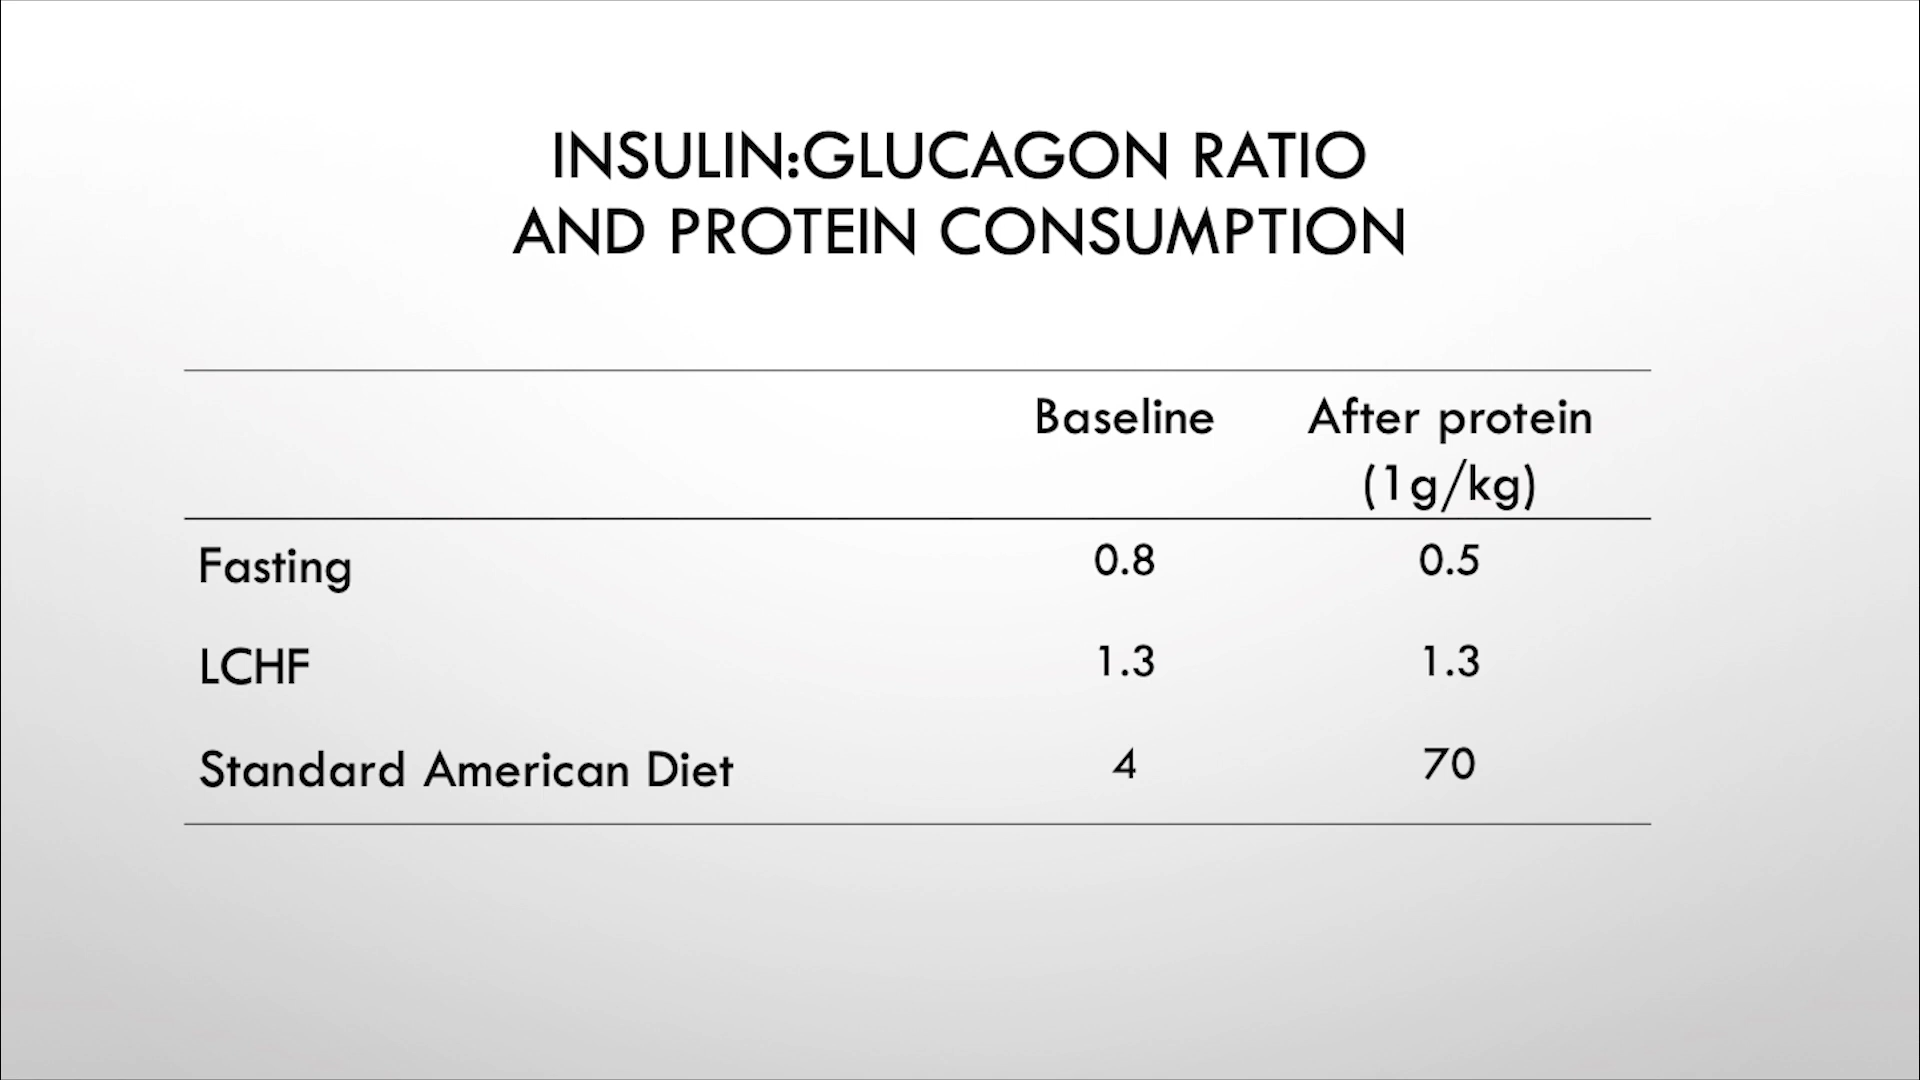 INSULIN:GLUCAGON RATIO
AND PROTEIN CONSUMPTION
Baseline After protein
(1g/kg)
Fasting 0.8 0.5
LCHF 1.3 1.3
Standard American Diet 4 70